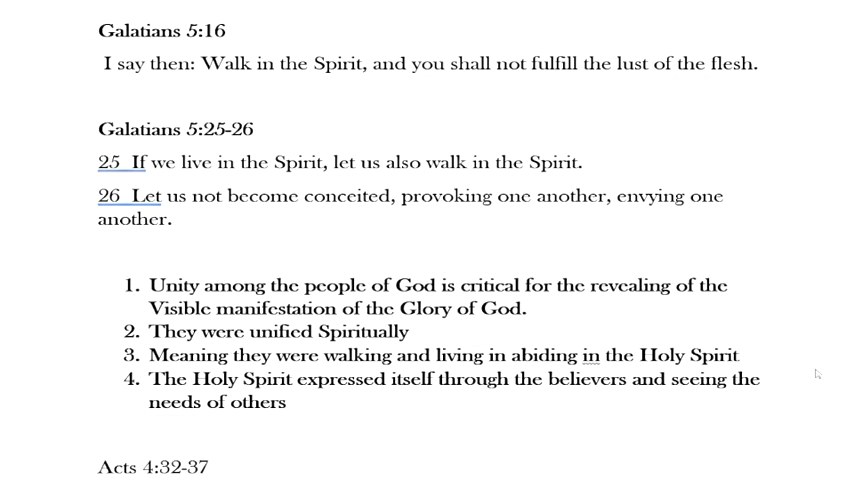 Galatians 5:16
I say then: Walk in the Spirit, and you shall not fulfill the lust of the flesh.
Galatians 5:25-26
25 If we live in the Spirit, let us also walk in the Spirit.
26 Let us not become conceited, provoking one another, envying one
another.
1. Unity among the people of God is critical for the revealing of the
Visible manifestation of the Glory of God.
2. They were unified Spiritually
3. Meaning they were walking and living in abiding in the Holy Spirit
4. The Holy Spirit expressed itself through the believers and seeing the
needs of others
Acts 4:32-37